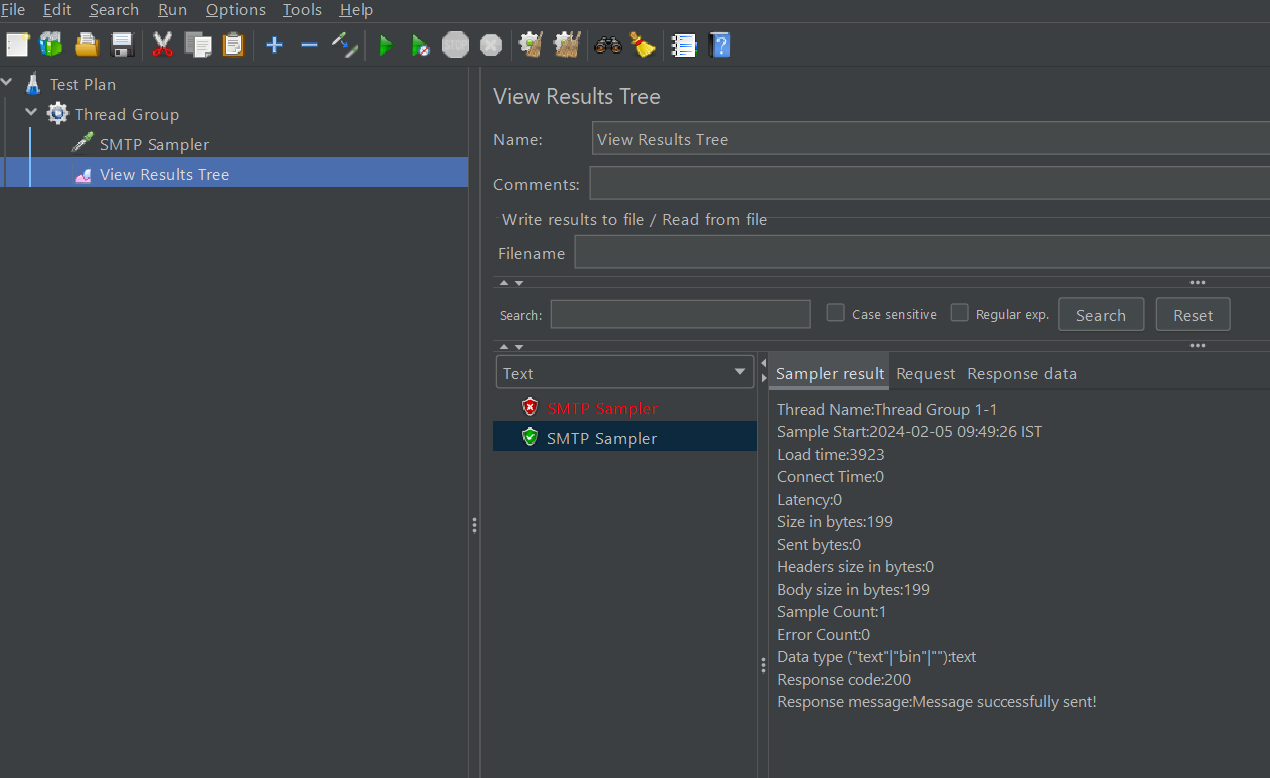 File Edit Search Run Options Tools Help
STOP
Test Plan
Thread Group
SMTP Sampler
View Results Tree
View Results Tree
Name: View Results Tree
Comments:
Write results to file / Read from file
Filename
Search: Case sensitive Regular exp. Search Reset
Text
SMTP Sampler
SMTP Sampler
Sampler result Request Response data
Thread Name:Thread Group 1-1
Sample Start:2024-02-05 09:49:26 IST
Load time:3923
Connect Time:0
Latency:0
Size in bytes:199
Sent bytes:0
Headers size in bytes:0
Body size in bytes:199
Sample Count:1
Error Count:0
Data type ("text"|"bin"|""):text
Response code:200
Response message:Message successfully sent!